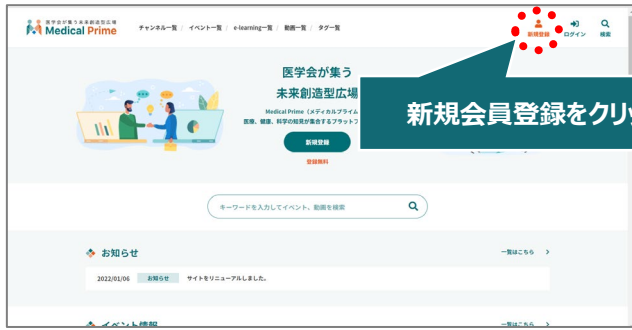 医学会が集う未来創造型広場
Medical Prime
チャンネル一覧 / イベント一覧 / e-learning一覧 / 動画一覧 / タグ一覧
新規登録 ログイン 検索
医学会が集う
未来創造型広場
Medical Prime（メディカルプライム
医療、健康、科学の知見が集合するプラットフ
新規会員登録をクリッ
新規登録
登録無料
キーワードを入力してイベント、動画を検索
お知らせ 一覧はこちら
2022/01/06 お知らせ サイトをリニューアルしました。
イベント情報 一覧はこちら